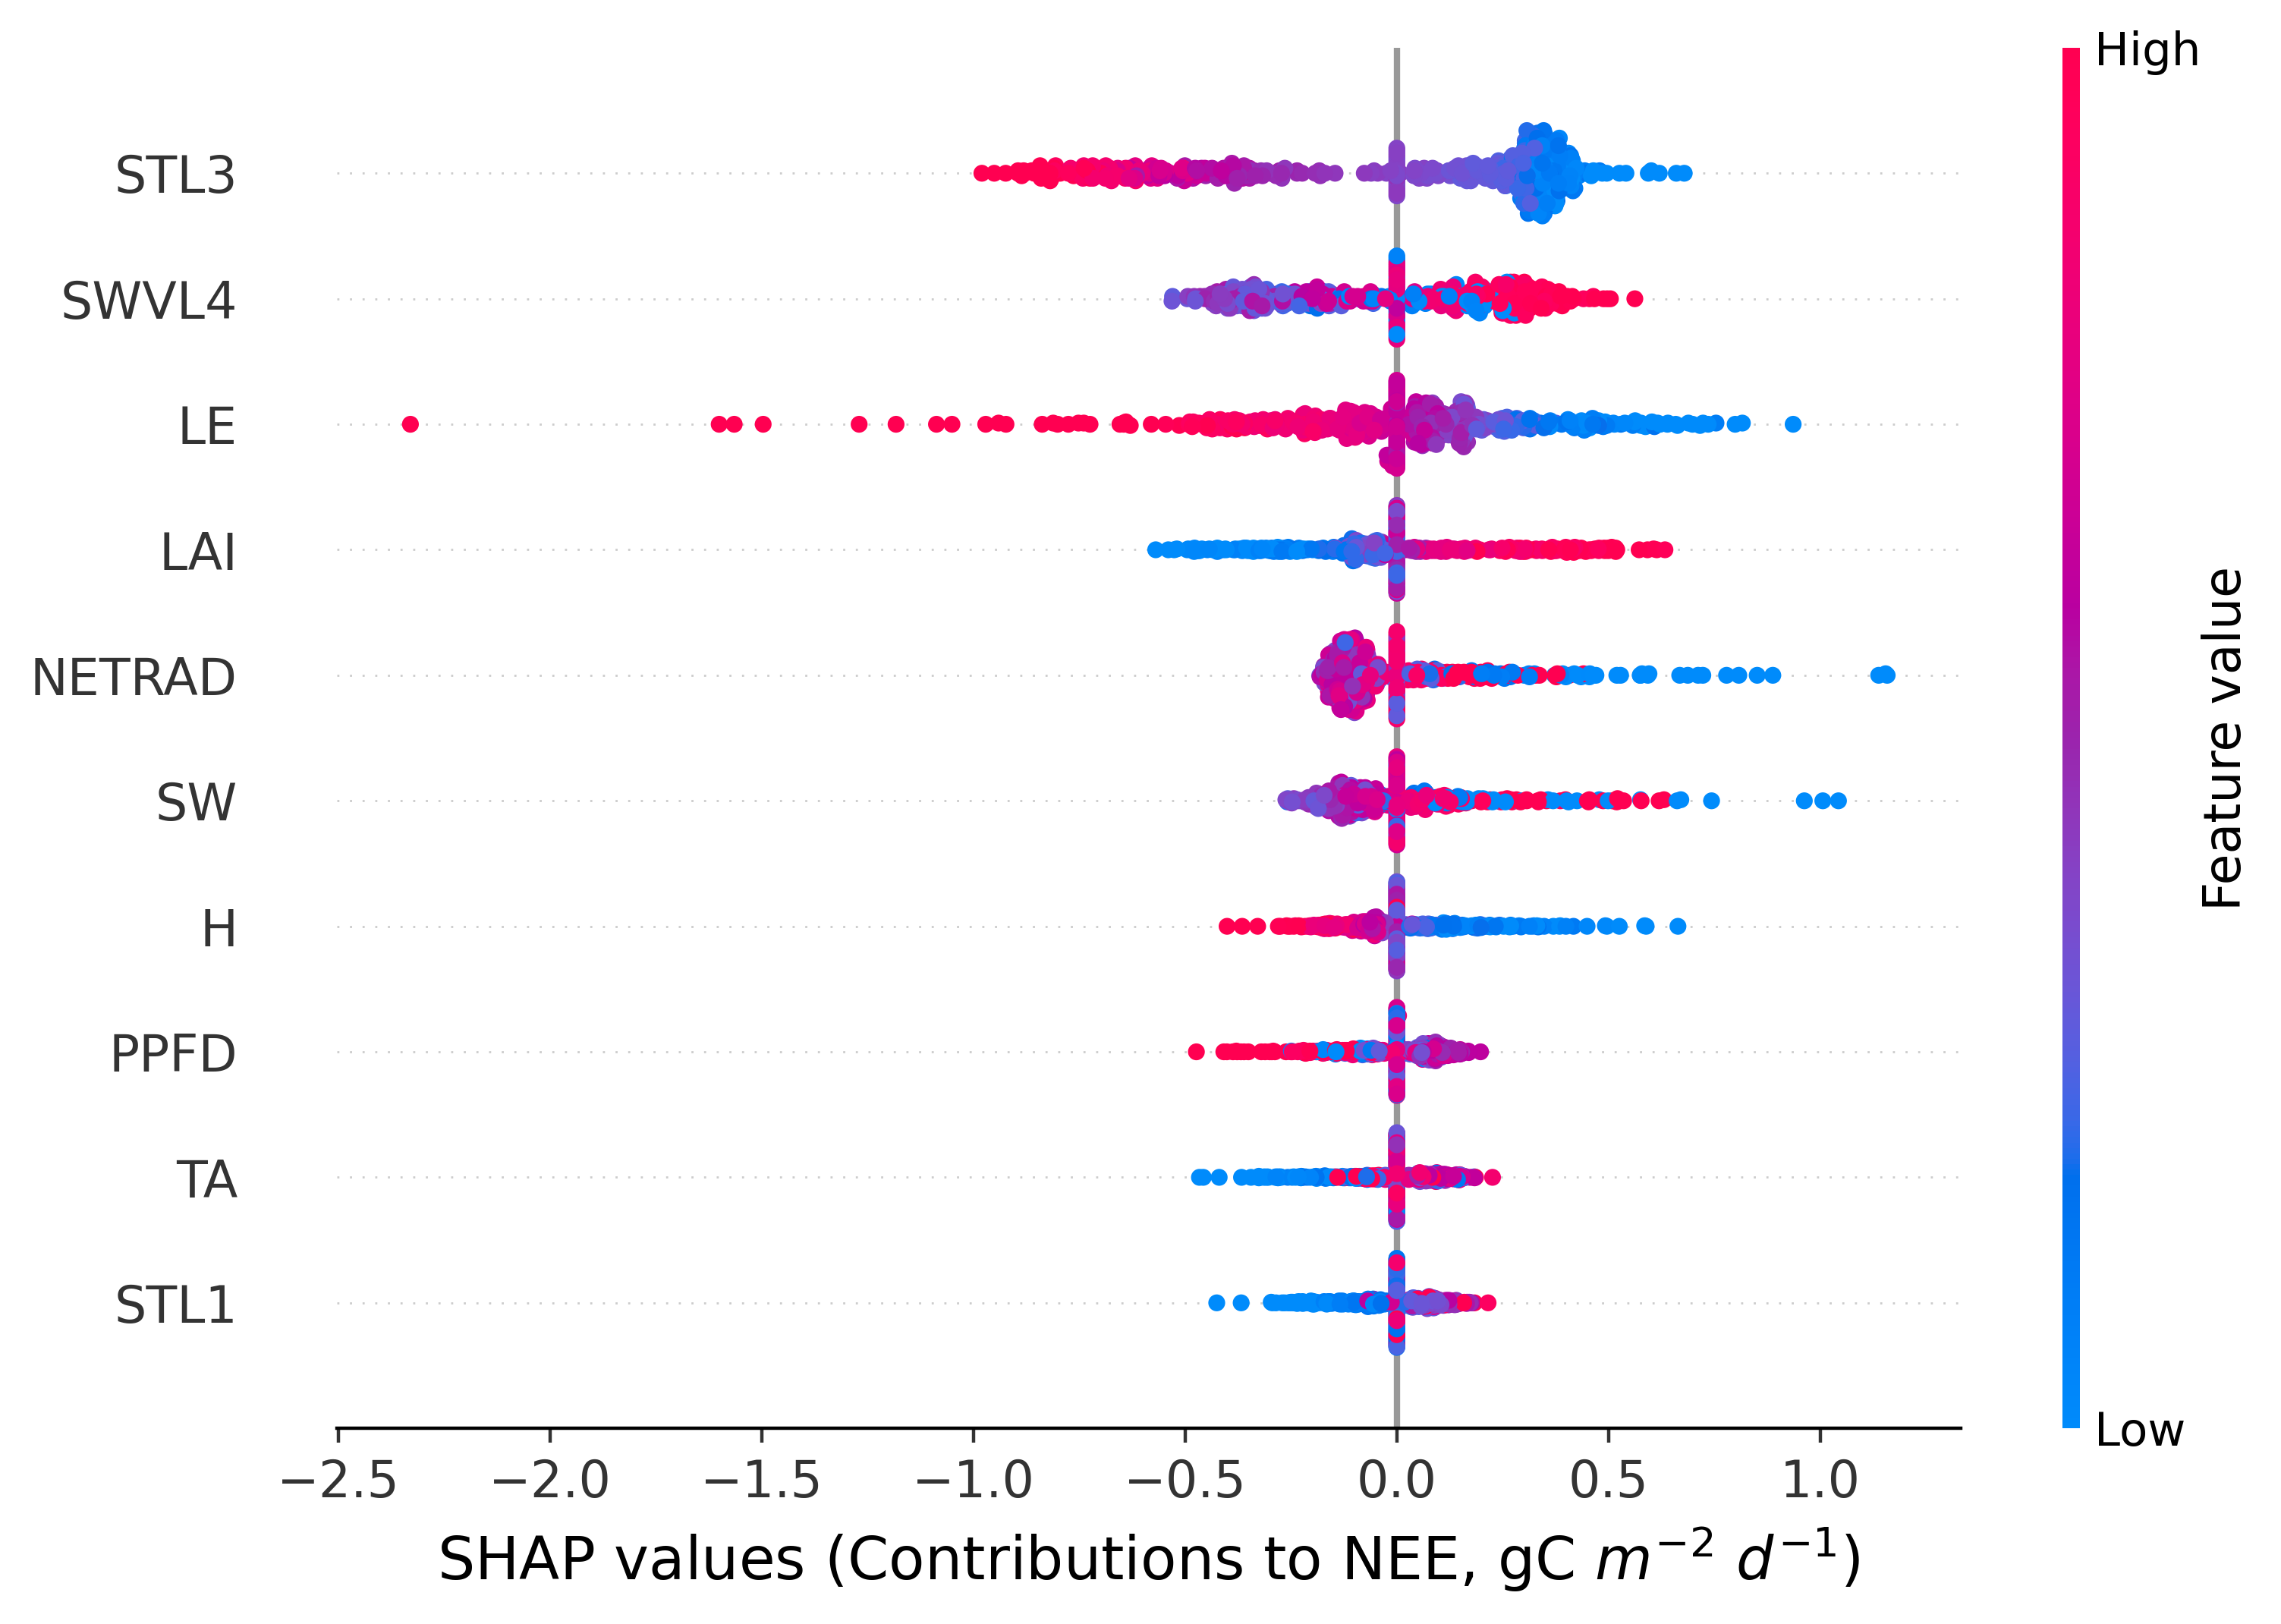 High
STL3
SWVL4
LE
LAI
NETRAD
SW
H
PPFD
TA
STL1
Feature value
Low
−2.5 −2.0 −1.5 −1.0 −0.5 0.0 0.5 1.0
SHAP values (Contributions to NEE, gC m⁻² d⁻¹)